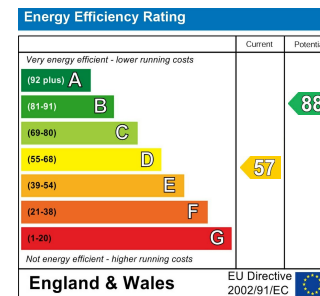 Energy Efficiency Rating
Current Potenti
Very energy efficient - lower running costs
(92 plus) A
(81-91) B
88
(69-80) C
(55-68) D
57
(39-54) E
(21-38) F
(1-20) G
Not energy efficient - higher running costs
England & Wales
EU Directive
2002/91/EC